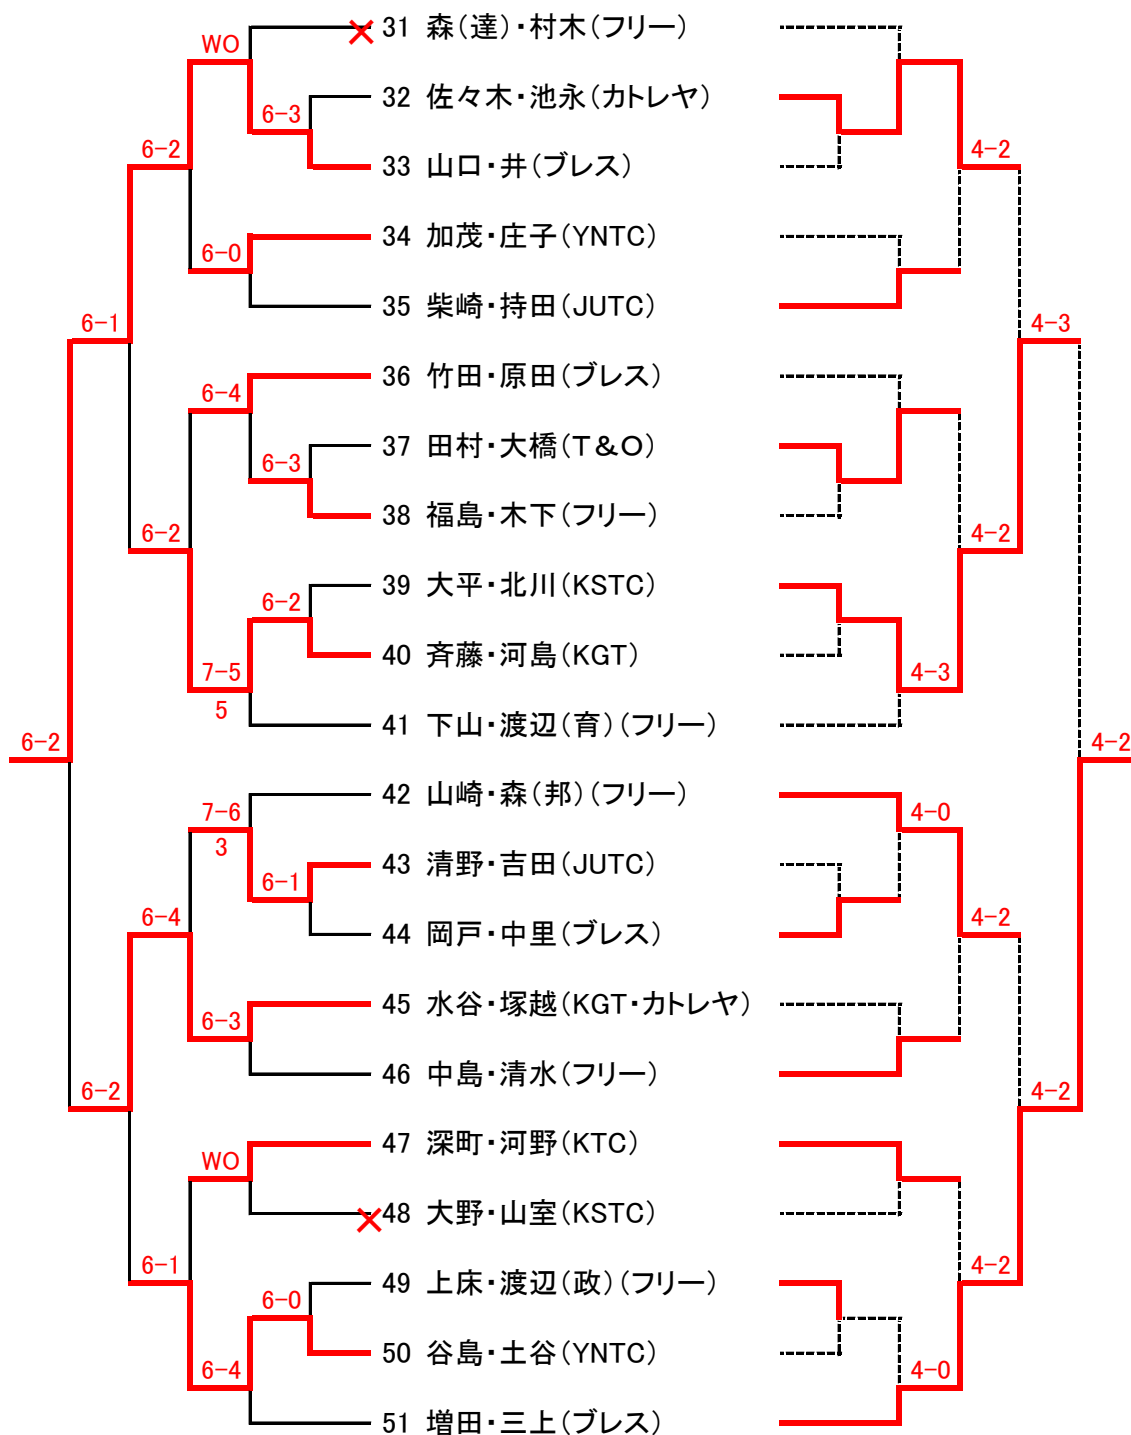 31 森(達)・村木(フリー)
WO
32 佐々木・池永(カトレヤ)
6-3
6-2
4-2
33 山口・井(ブレス)
34 加茂・庄子(YNTC)
6-0
35 柴崎・持田(JUTC)
6-1
4-3
36 竹田・原田(ブレス)
6-4
37 田村・大橋(T&O)
6-3
38 福島・木下(フリー)
6-2
4-2
39 大平・北川(KSTC)
6-2
40 斉藤・河島(KGT)
7-5
4-3
5
41 下山・渡辺(育)(フリー)
6-2
4-2
42 山崎・森(邦)(フリー)
7-6
4-0
3
43 清野・吉田(JUTC)
6-1
6-4
4-2
44 岡戸・中里(ブレス)
45 水谷・塚越(KGT・カトレヤ)
6-3
46 中島・清水(フリー)
6-2
4-2
47 深町・河野(KTC)
WO
48 大野・山室(KSTC)
6-1
4-2
49 上床・渡辺(政)(フリー)
6-0
50 谷島・土谷(YNTC)
6-4
4-0
51 増田・三上(ブレス)